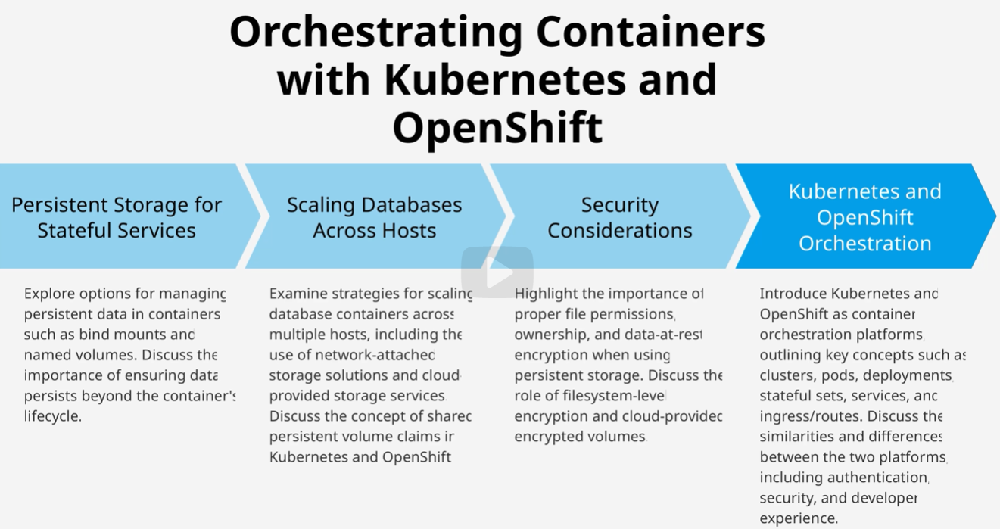 Orchestrating Containers
with Kubernetes and
OpenShift
Persistent Storage for
Stateful Services
Scaling Databases
Across Hosts
Security
Considerations
Kubernetes and
OpenShift
Orchestration
Explore options for managing
persistent data in containers
such as bind mounts and
named volumes. Discuss the
importance of ensuring data
persists beyond the container's
lifecycle.
Examine strategies for scaling
database containers across
multiple hosts, including the
use of network-attached
storage solutions and cloud-
provided storage services.
Discuss the concept of shared
persistent volume claims in
Kubernetes and OpenShift
Highlight the importance of
proper file permissions,
ownership, and data-at-rest
encryption when using
persistent storage. Discuss the
role of filesystem-level
encryption and cloud-provided
encrypted volumes.
Introduce Kubernetes and
OpenShift as container
orchestration platforms,
outlining key concepts such as
clusters, pods, deployments,
stateful sets, services, and
ingress/routes. Discuss the
similarities and differences
between the two platforms,
including authentication,
security, and developer
experience.